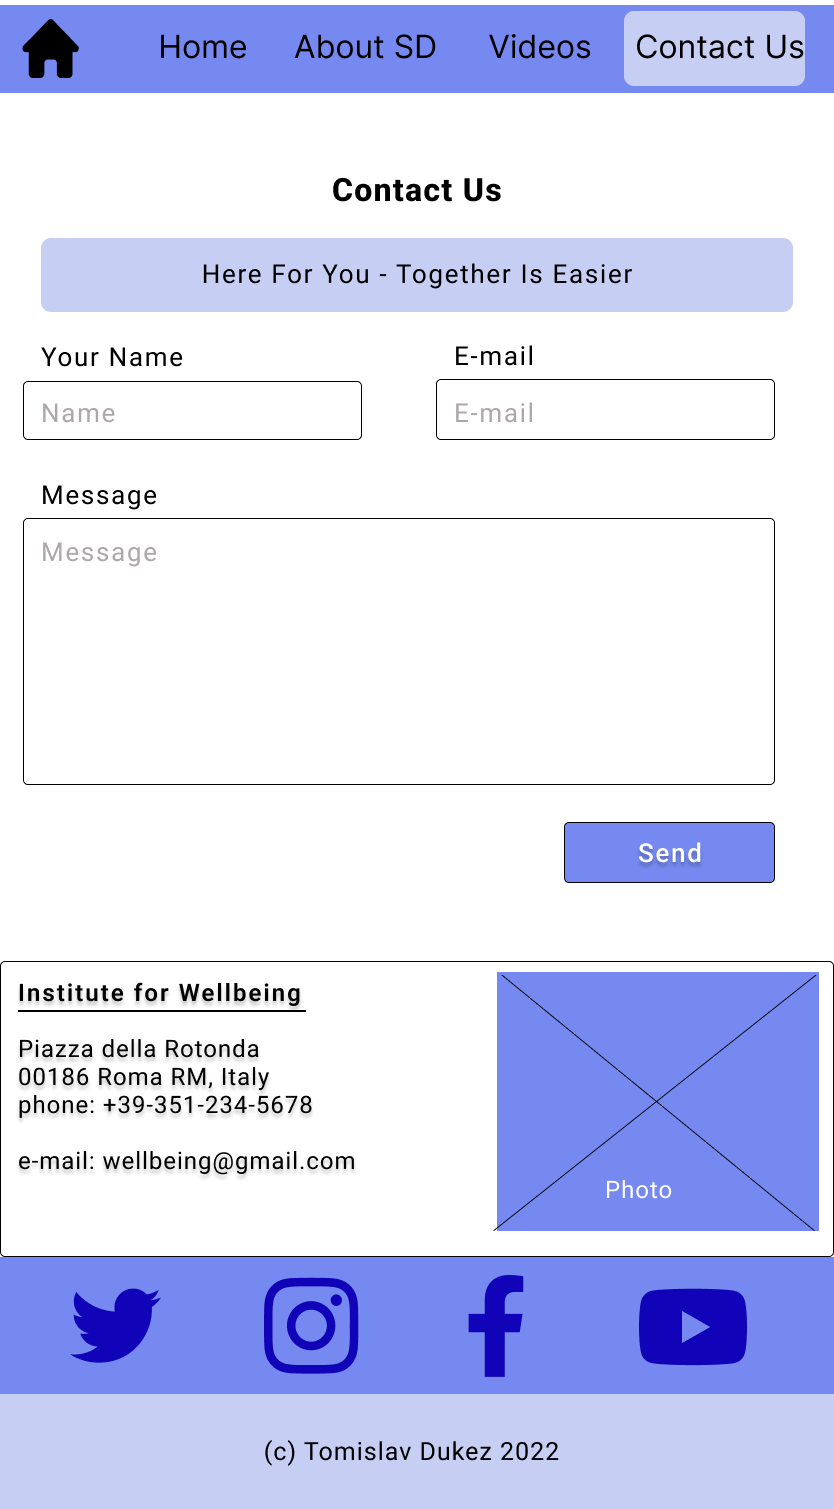 Home About SD Videos Contact Us
Contact Us
Here For You - Together Is Easier
Your Name
E-mail
Name
E-mail
Message
Message
Send
Institute for Wellbeing
Piazza della Rotonda
00186 Roma RM, Italy
phone: +39-351-234-5678
e-mail: wellbeing@gmail.com
Photo
(c) Tomislav Dukez 2022